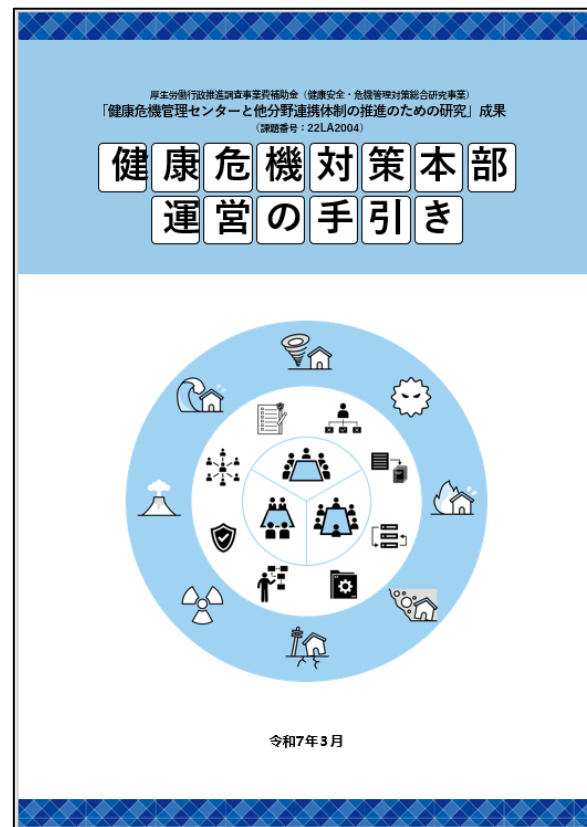 厚生労働行政推進調査事業費補助金（健康安全・危機管理対策総合研究事業）
「健康危機管理センターと他分野連携体制の推進のための研究」成果
（課題番号：22LA2004）
健康危機対策本部
運営の手引き
令和7年3月